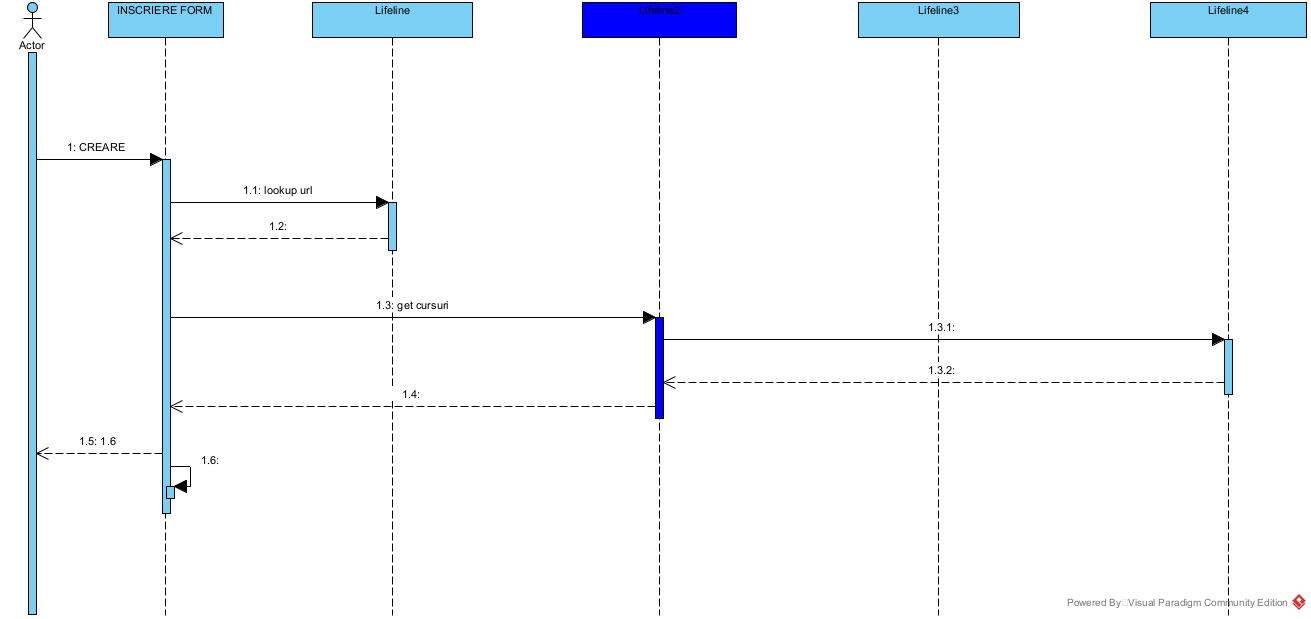 INSCRIERE FORM
Lifeline
Lifeline2
Lifeline3
Lifeline4
Actor
1: CREARE
1.1: lookup url
1.2:
1.3: get cursuri
1.3.1:
1.3.2:
1.4:
1.5: 1.6
1.6:
Powered By Visual Paradigm Community Edition